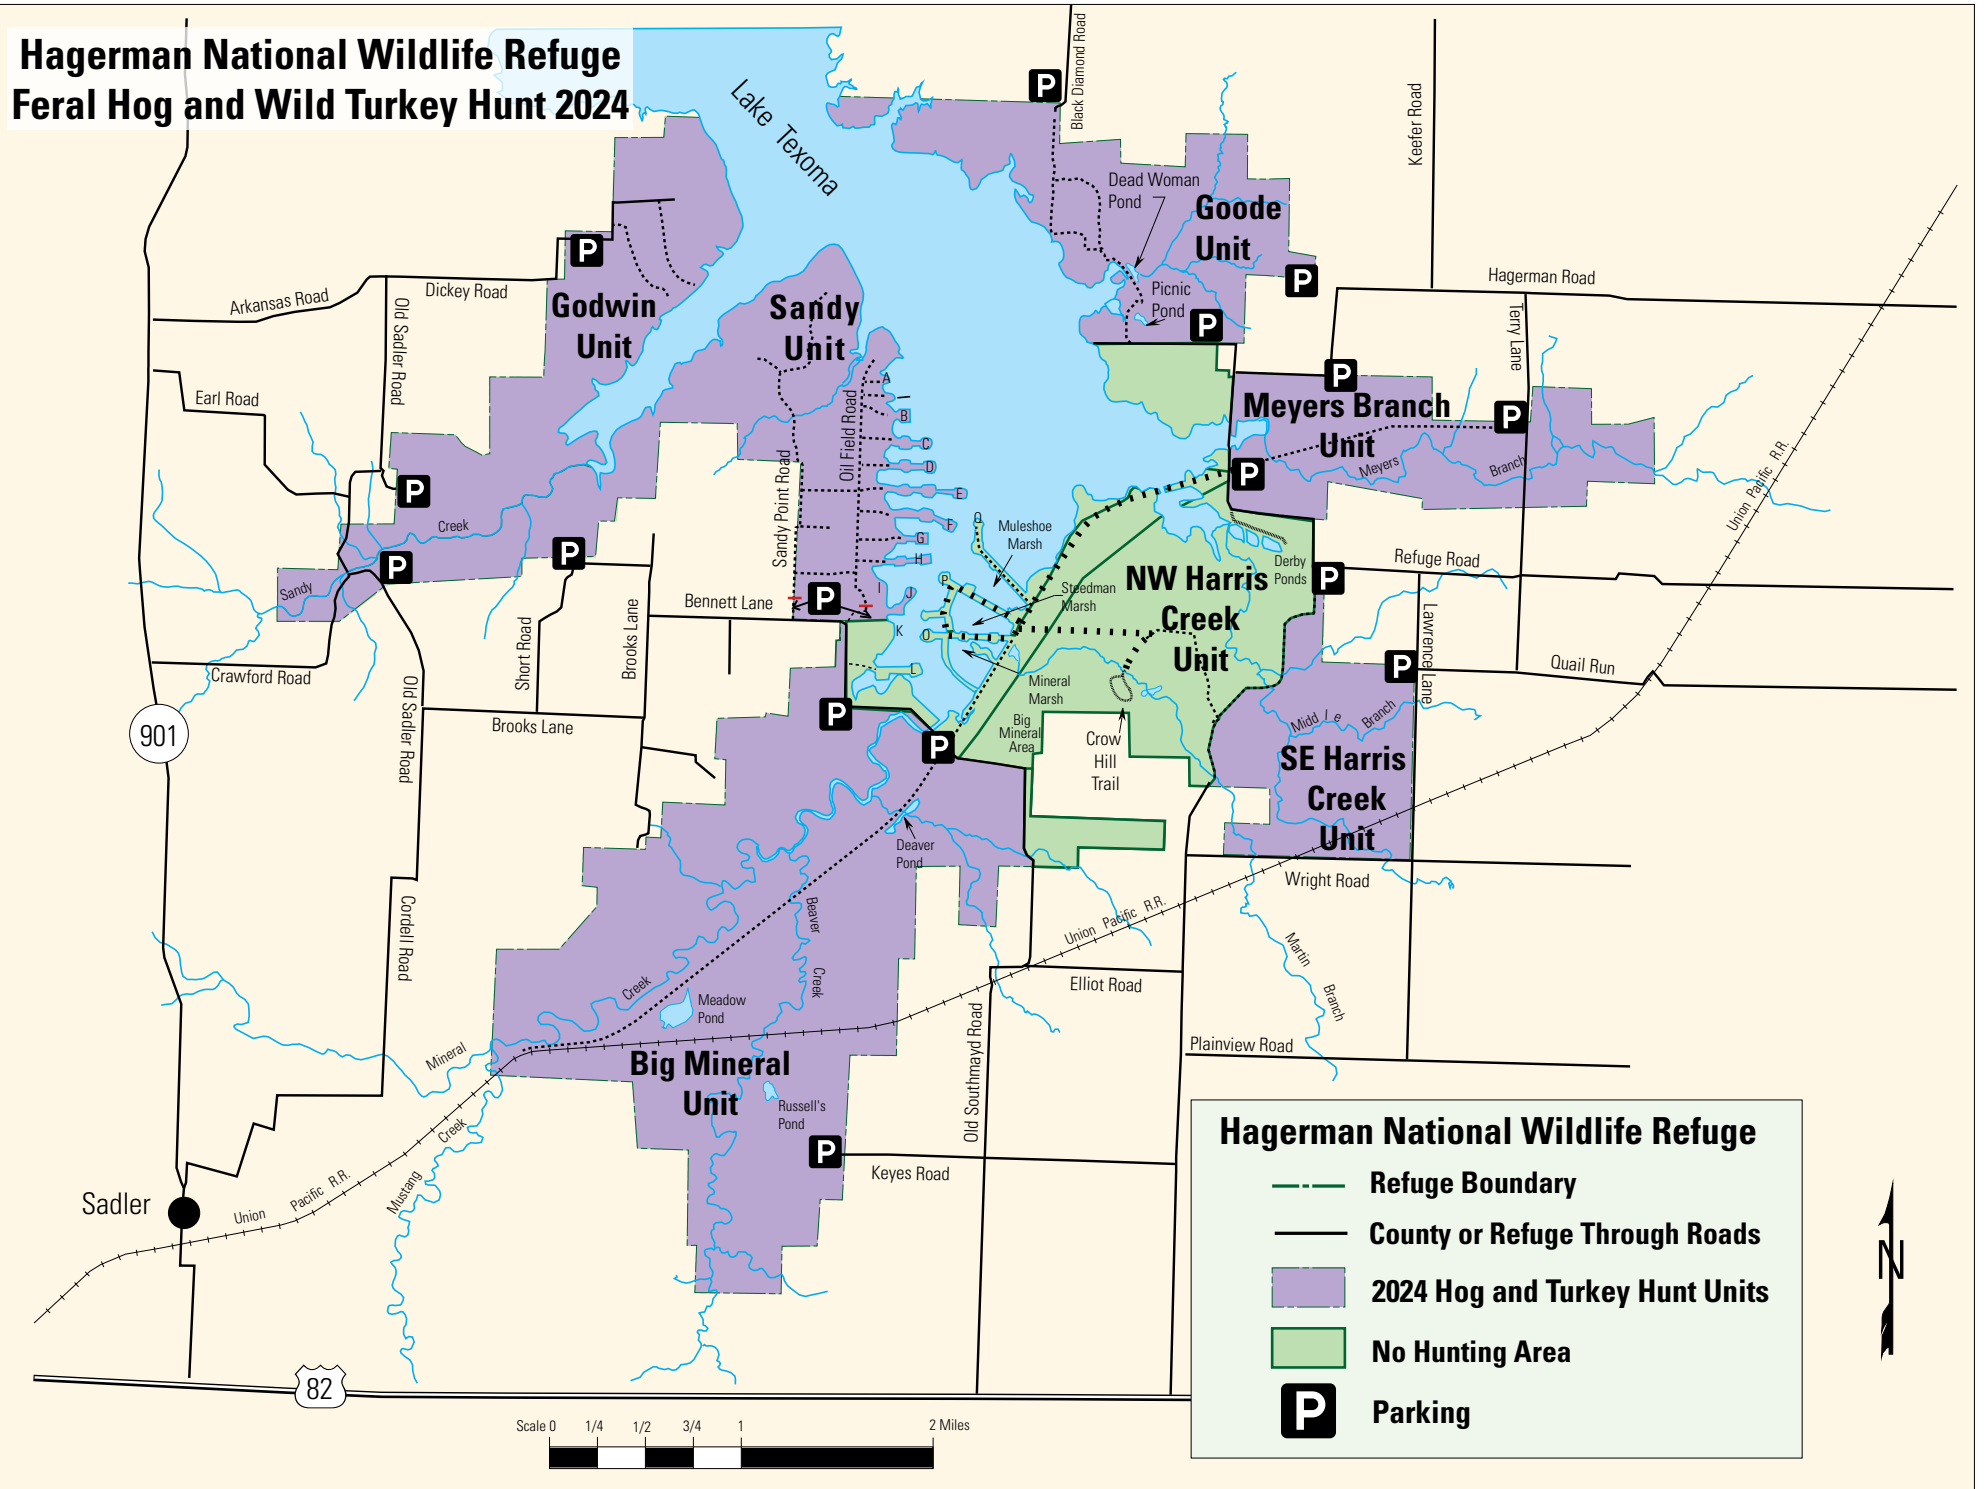 Hagerman National Wildlife Refuge
Feral Hog and Wild Turkey Hunt 2024
Lake Texoma
P
Black Diamond Road
Keefer Road
Dead Woman
Pond
Goode
Unit
P
Picnic
Pond
P
P
Hagerman Road
Terry Lane
Arkansas Road
Dickey Road
Old Sadler Road
Godwin
Unit
Sandy
Unit
Earl Road
Oil Field Road
Sandy Point Road
A
B
C
D
E
F
G
H
I
J
K
L
O
P
Q
P
Meyers Branch
Unit
P
P
Meyers
Branch
Union Pacific R.R.
P
Creek
Sandy
P
P
Muleshoe
Marsh
Steedman
Marsh
NW Harris
Creek
Unit
Derby
Ponds
P
Refuge Road
Bennett Lane
P
Short Road
Brooks Lane
Crawford Road
Old Sadler Road
Brooks Lane
901
P
P
Mineral
Marsh
Big
Mineral
Area
Crow
Hill
Trail
Lawrence Lane
P
Quail Run
Middle
Branch
SE Harris
Creek
Unit
Deaver
Pond
Wright Road
Cordell Road
Beaver
Creek
Union Pacific R.R.
Martin
Branch
Creek
Meadow
Pond
Elliot Road
Mineral
Plainview Road
Big Mineral
Unit
Russell's
Pond
Old Southmayd Road
P
Keyes Road
Creek
Mustang
Sadler
Union
Pacific R.R.
82
Scale 0
1/4
1/2
3/4
1
2 Miles
Hagerman National Wildlife Refuge
Refuge Boundary
County or Refuge Through Roads
2024 Hog and Turkey Hunt Units
No Hunting Area
P
Parking
N